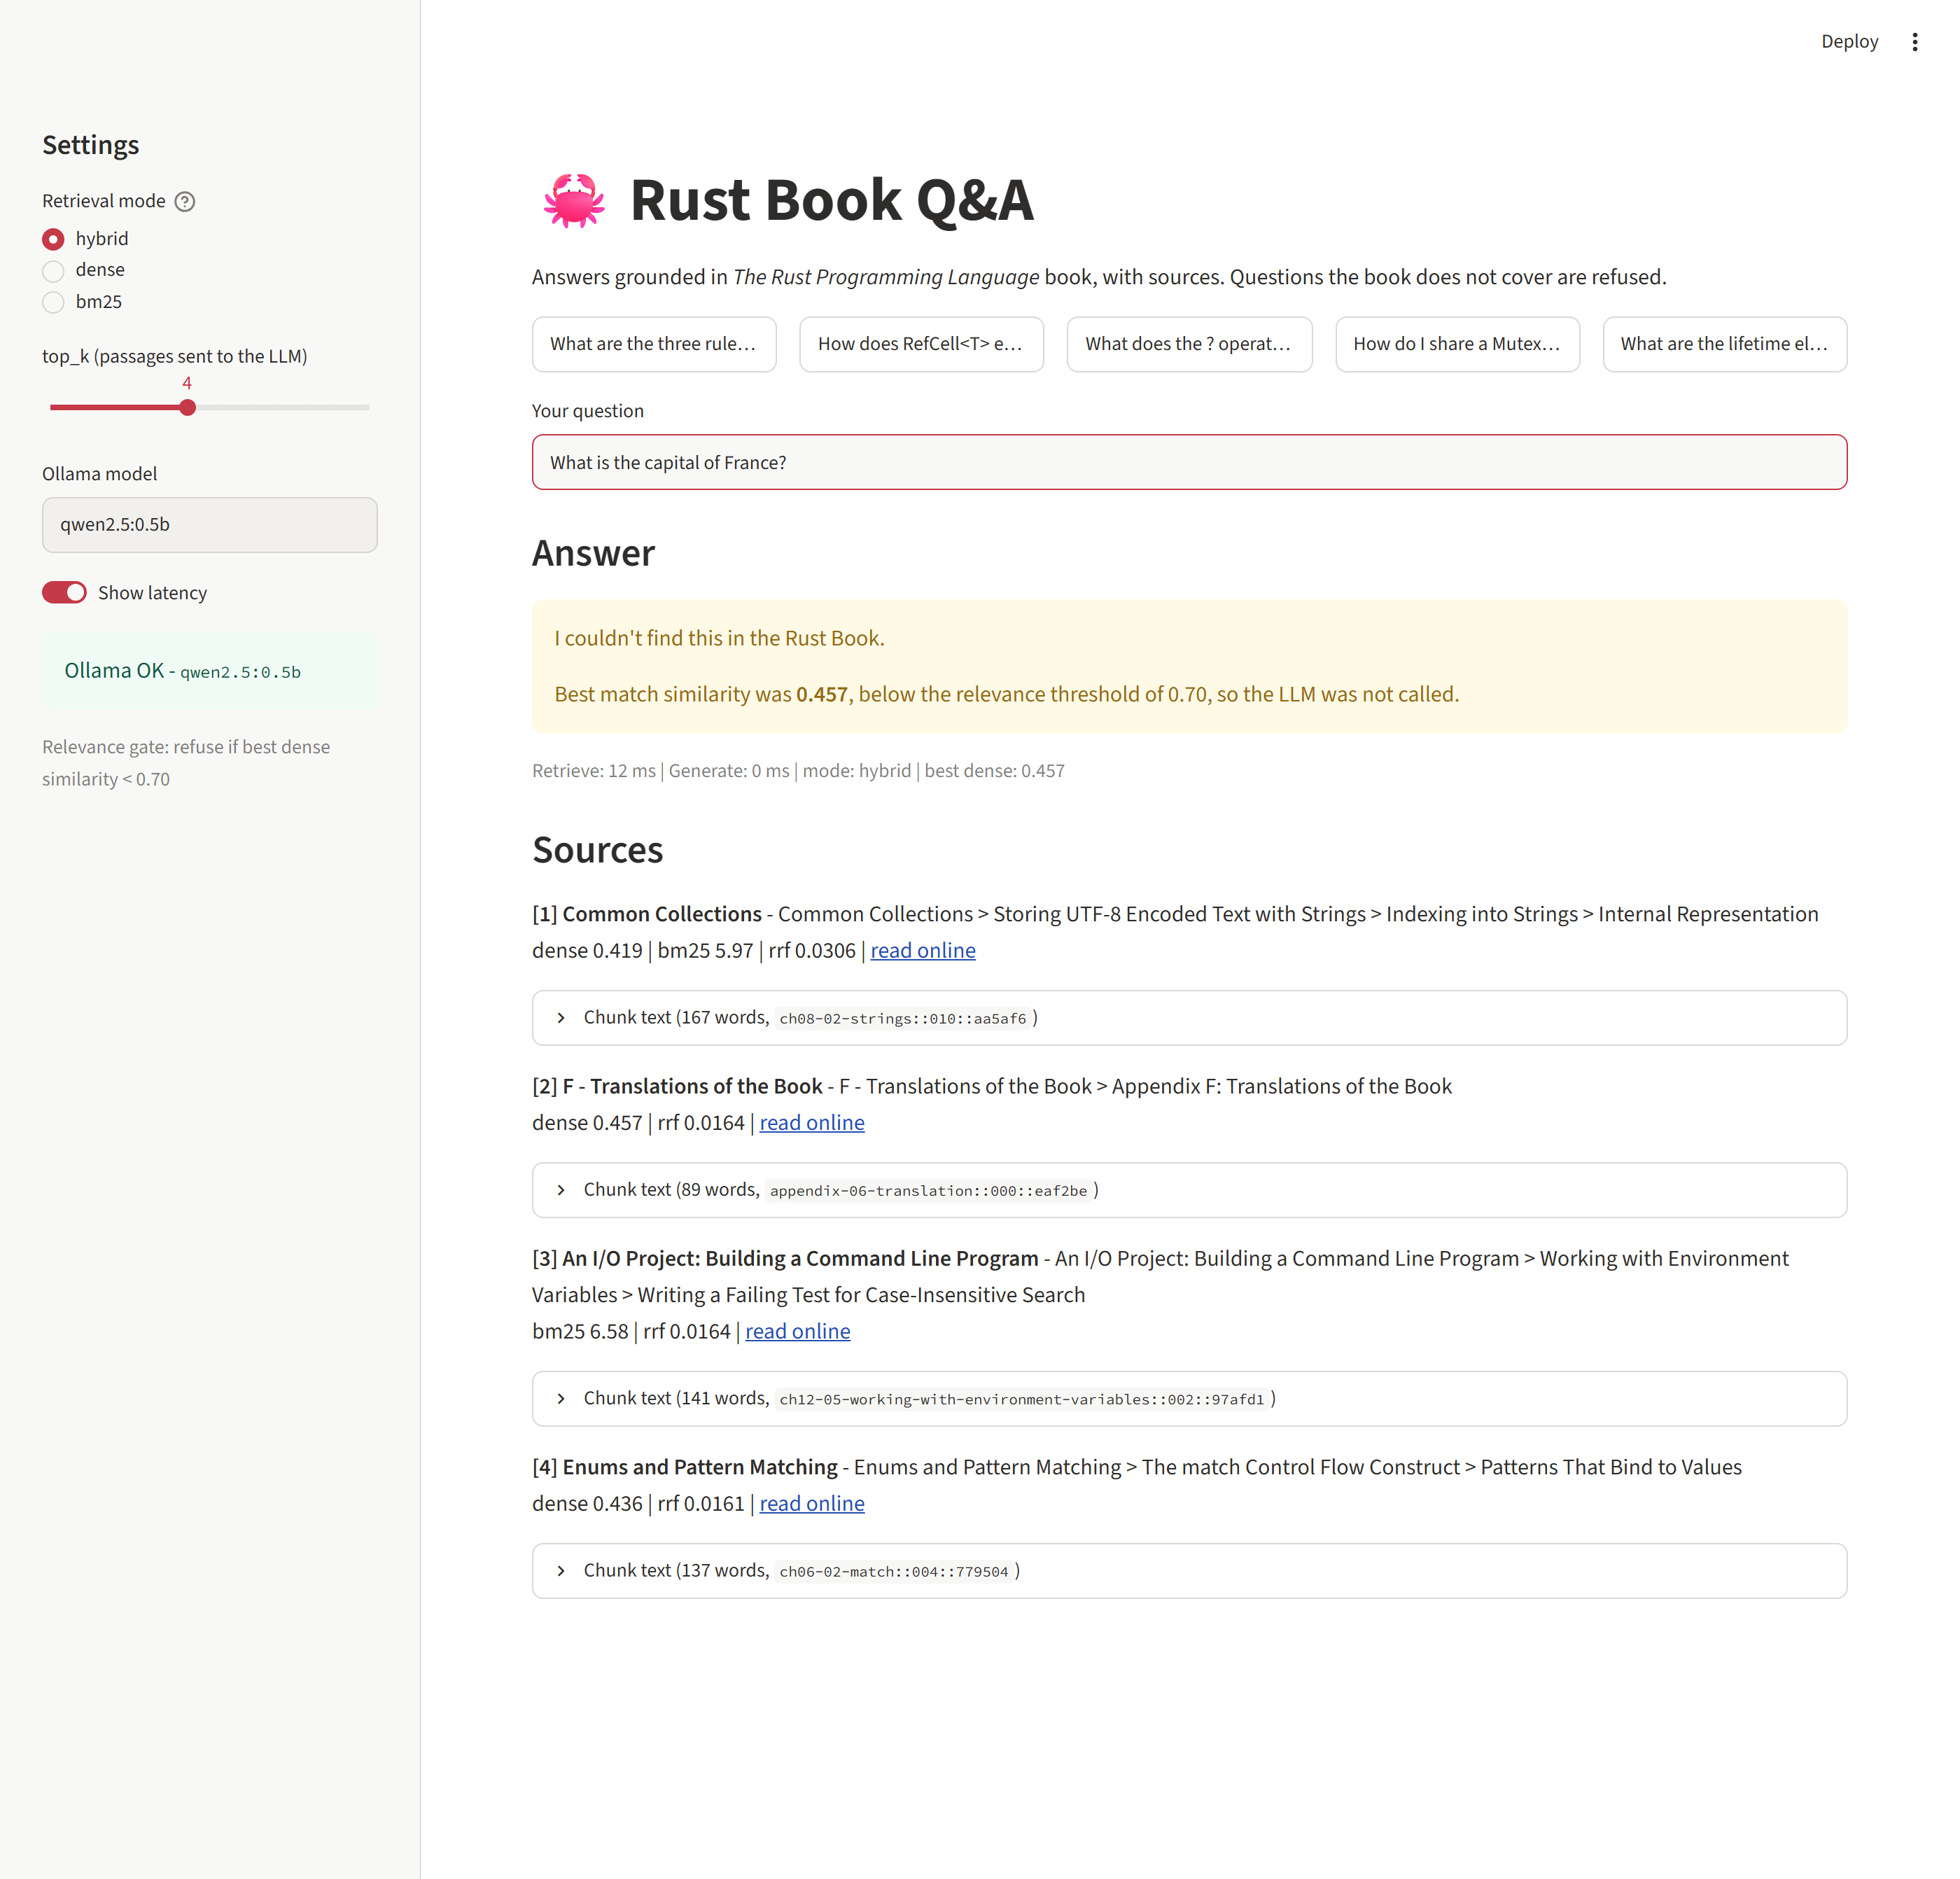 Deploy
Settings
Retrieval mode
hybrid
dense
bm25
top_k (passages sent to the LLM)
4
Ollama model
qwen2.5:0.5b
Show latency
Ollama OK - qwen2.5:0.5b
Relevance gate: refuse if best dense
similarity < 0.70
Rust Book Q&A
Answers grounded in The Rust Programming Language book, with sources. Questions the book does not cover are refused.
What are the three rule…
How does RefCell<T> e…
What does the ? operat…
How do I share a Mutex…
What are the lifetime el…
Your question
What is the capital of France?
Answer
I couldn't find this in the Rust Book.
Best match similarity was 0.457, below the relevance threshold of 0.70, so the LLM was not called.
Retrieve: 12 ms | Generate: 0 ms | mode: hybrid | best dense: 0.457
Sources
[1] Common Collections - Common Collections > Storing UTF-8 Encoded Text with Strings > Indexing into Strings > Internal Representation
dense 0.419 | bm25 5.97 | rrf 0.0306 | read online
Chunk text (167 words, ch08-02-strings::010::aa5af6 )
[2] F - Translations of the Book - F - Translations of the Book > Appendix F: Translations of the Book
dense 0.457 | rrf 0.0164 | read online
Chunk text (89 words, appendix-06-translation::000::eaf2be )
[3] An I/O Project: Building a Command Line Program - An I/O Project: Building a Command Line Program > Working with Environment
Variables > Writing a Failing Test for Case-Insensitive Search
bm25 6.58 | rrf 0.0164 | read online
Chunk text (141 words, ch12-05-working-with-environment-variables::002::97afd1 )
[4] Enums and Pattern Matching - Enums and Pattern Matching > The match Control Flow Construct > Patterns That Bind to Values
dense 0.436 | rrf 0.0161 | read online
Chunk text (137 words, ch06-02-match::004::779504 )